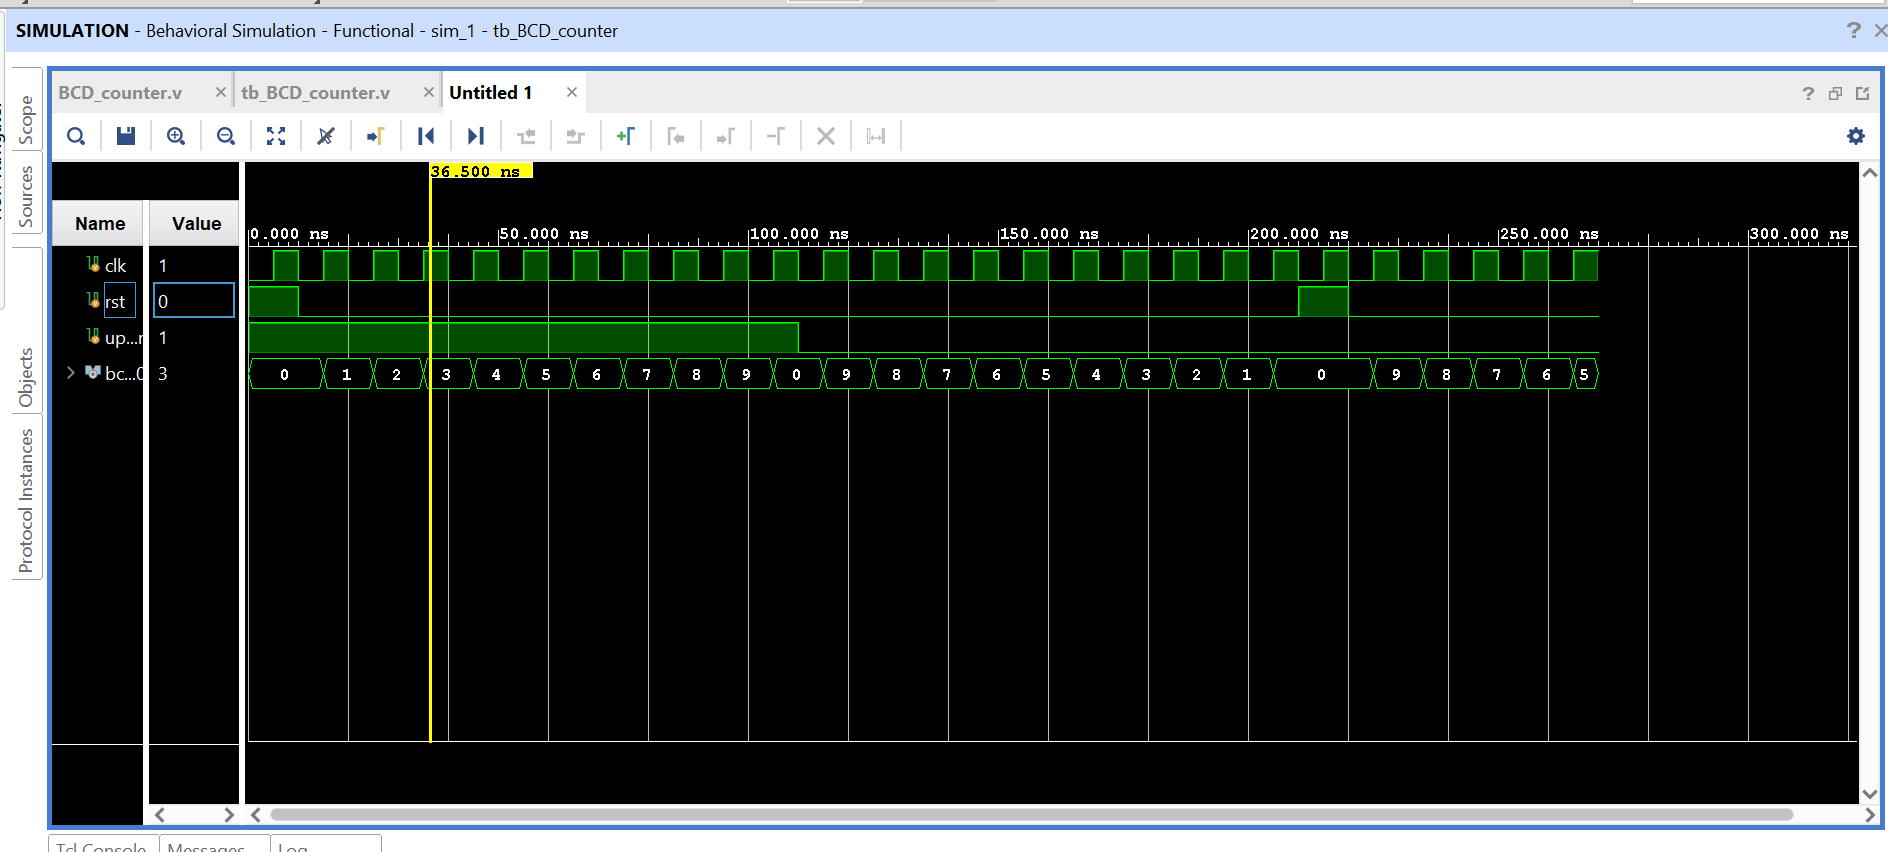 SIMULATION - Behavioral Simulation - Functional - sim_1 - tb_BCD_counter
? ×
BCD_counter.v × tb_BCD_counter.v × Untitled 1 ×
?
Scope
Sources
Objects
Protocol Instances
36.500 ns
Name Value
0.000 ns 50.000 ns 100.000 ns 150.000 ns 200.000 ns 250.000 ns 300.000 ns
clk 1
rst 0
up...r 1
bc...0 3
0 1 2 3 4 5 6 7 8 9 0 9 8 7 6 5 4 3 2 1 0 9 8 7 6 5
Tcl Console Messages Log